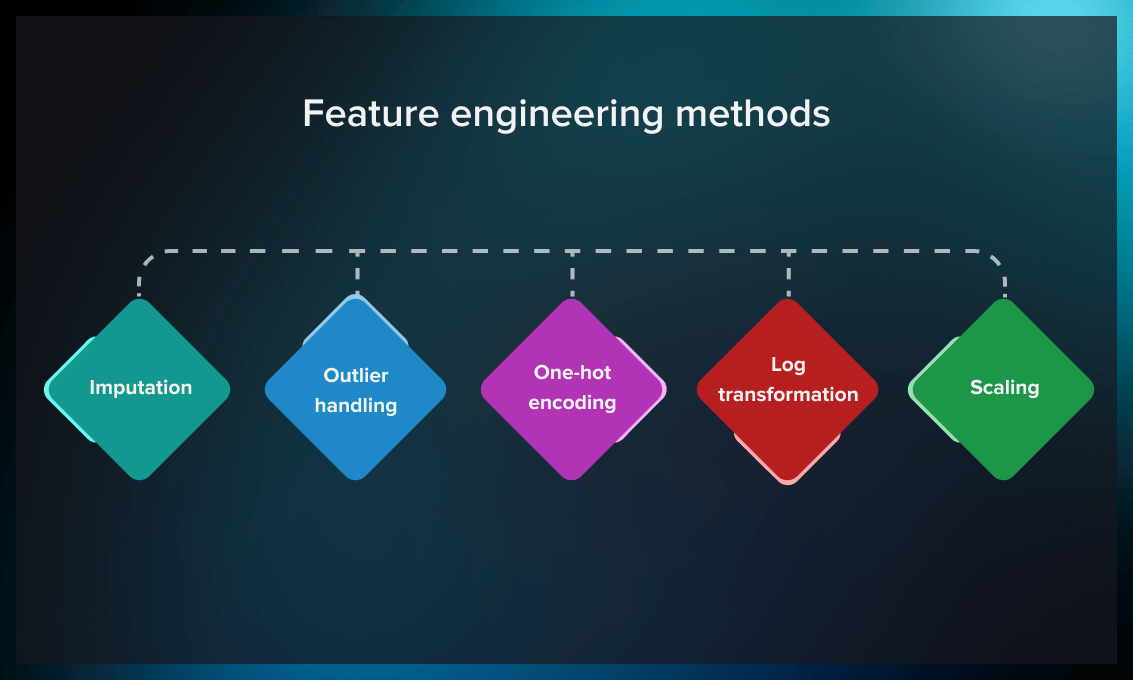 Feature engineering methods
Imputation
Outlier
handling
One-hot
encoding
Log
transformation
Scaling